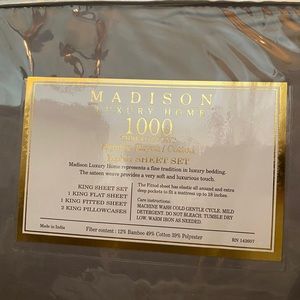 MADISON
LUXURY HOME
1000
SHEET SET
Madison Luxury Home represents a fine tradition in luxury bedding.
The sateen weave provides a very soft and luxurious touch.
KING SHEET SET
1 KING FLAT SHEET
1 KING FITTED SHEET
2 KING PILLOWCASES
The Fitted sheet has elastic all around and extra
deep pockets to fit a mattress up to 18 inches.
Care instructions:
MACHINE WASH COLD GENTLE CYCLE. MILD
DETERGENT. DO NOT BLEACH. TUMBLE DRY
LOW. WARM IRON AS NEEDED.
Made in India
Fiber content : 12% Bamboo 49% Cotton 39% Polyester
RN 142607